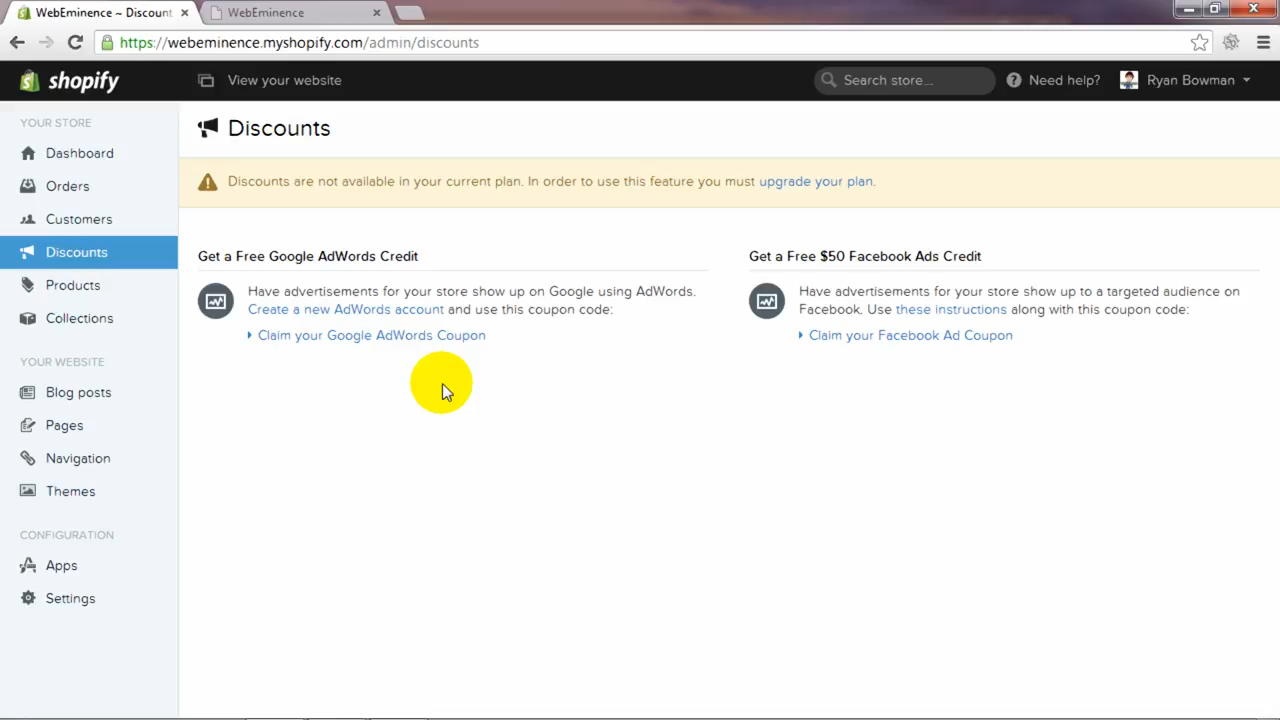 WebEminence ~ Discount
WebEminence
https://webeminence.myshopify.com/admin/discounts
shopify
View your website
Search store...
Need help?
Ryan Bowman
YOUR STORE
Dashboard
Orders
Customers
Discounts
Products
Collections
YOUR WEBSITE
Blog posts
Pages
Navigation
Themes
CONFIGURATION
Apps
Settings
Discounts
Discounts are not available in your current plan. In order to use this feature you must upgrade your plan.
Get a Free Google AdWords Credit
Have advertisements for your store show up on Google using AdWords.
Create a new AdWords account and use this coupon code:
Claim your Google AdWords Coupon
Get a Free $50 Facebook Ads Credit
Have advertisements for your store show up to a targeted audience on
Facebook. Use these instructions along with this coupon code:
Claim your Facebook Ad Coupon